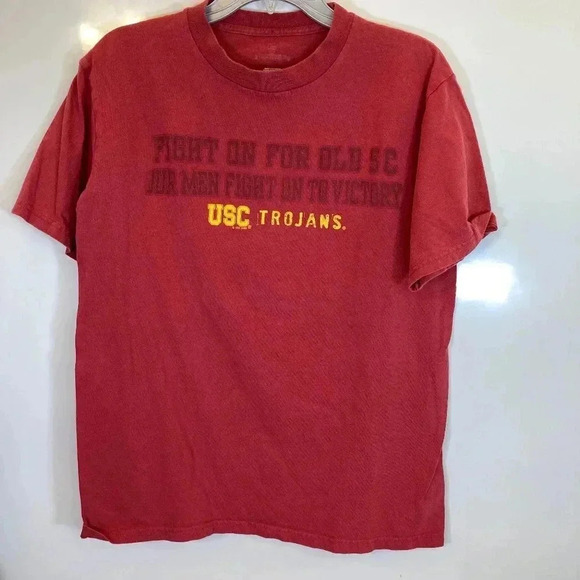 FIGHT ON FOR OLD SC
OUR MEN FIGHT ON TO VICTORY
USC TROJANS.